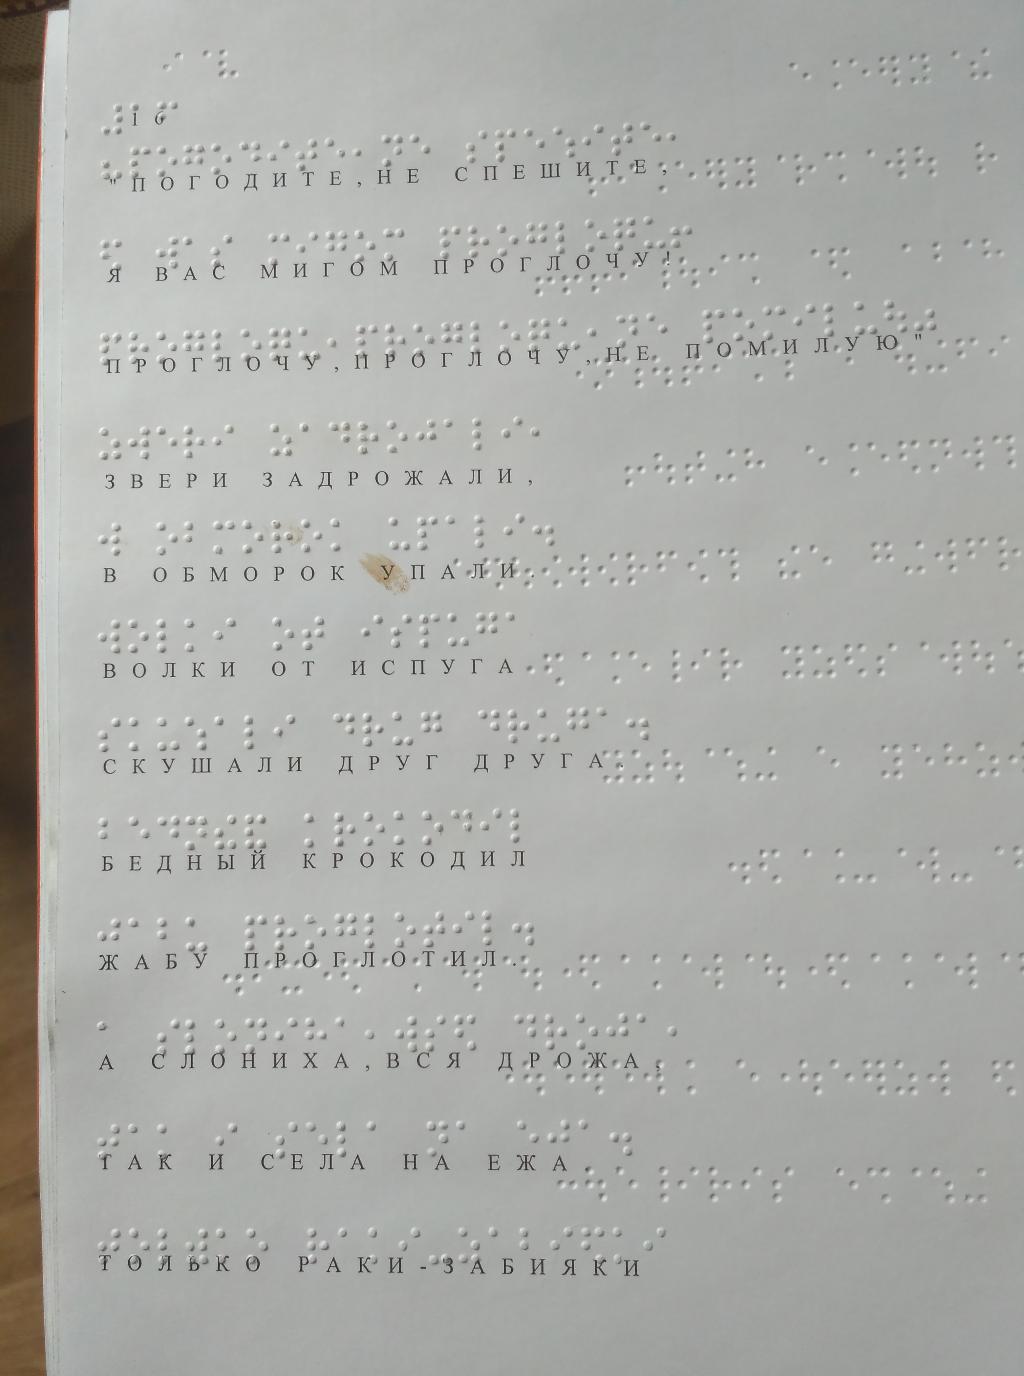 16
"ПОГОДИТЕ,НЕ СПЕШИТЕ,
Я ВАС МИГОМ ПРОГЛОЧУ!
ПРОГЛОЧУ,ПРОГЛОЧУ,НЕ ПОМИЛУЮ"
ЗВЕРИ ЗАДРОЖАЛИ,
В ОБМОРОК УПАЛИ.
ВОЛКИ ОТ ИСПУГА
СКУШАЛИ ДРУГ ДРУГА.
БЕДНЫЙ КРОКОДИЛ
ЖАБУ ПРОГЛОТИЛ.
А СЛОНИХА,ВСЯ ДРОЖА,
ТАК И СЕЛА НА ЕЖА.
ТОЛЬКО РАКИ-ЗАБИЯКИ